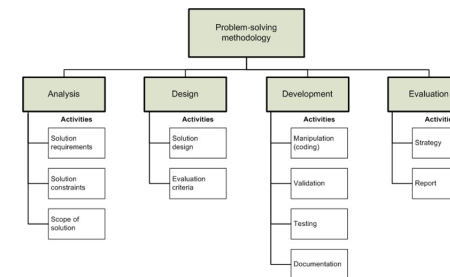 Problem-solving
methodology
Analysis
Design
Development
Evaluation
Activities
Activities
Activities
Activiti
Solution
requirements
Solution
constraints
Scope of
solution
Solution
design
Evaluation
criteria
Manipulation
(coding)
Validation
Testing
Documentation
Strategy
Report